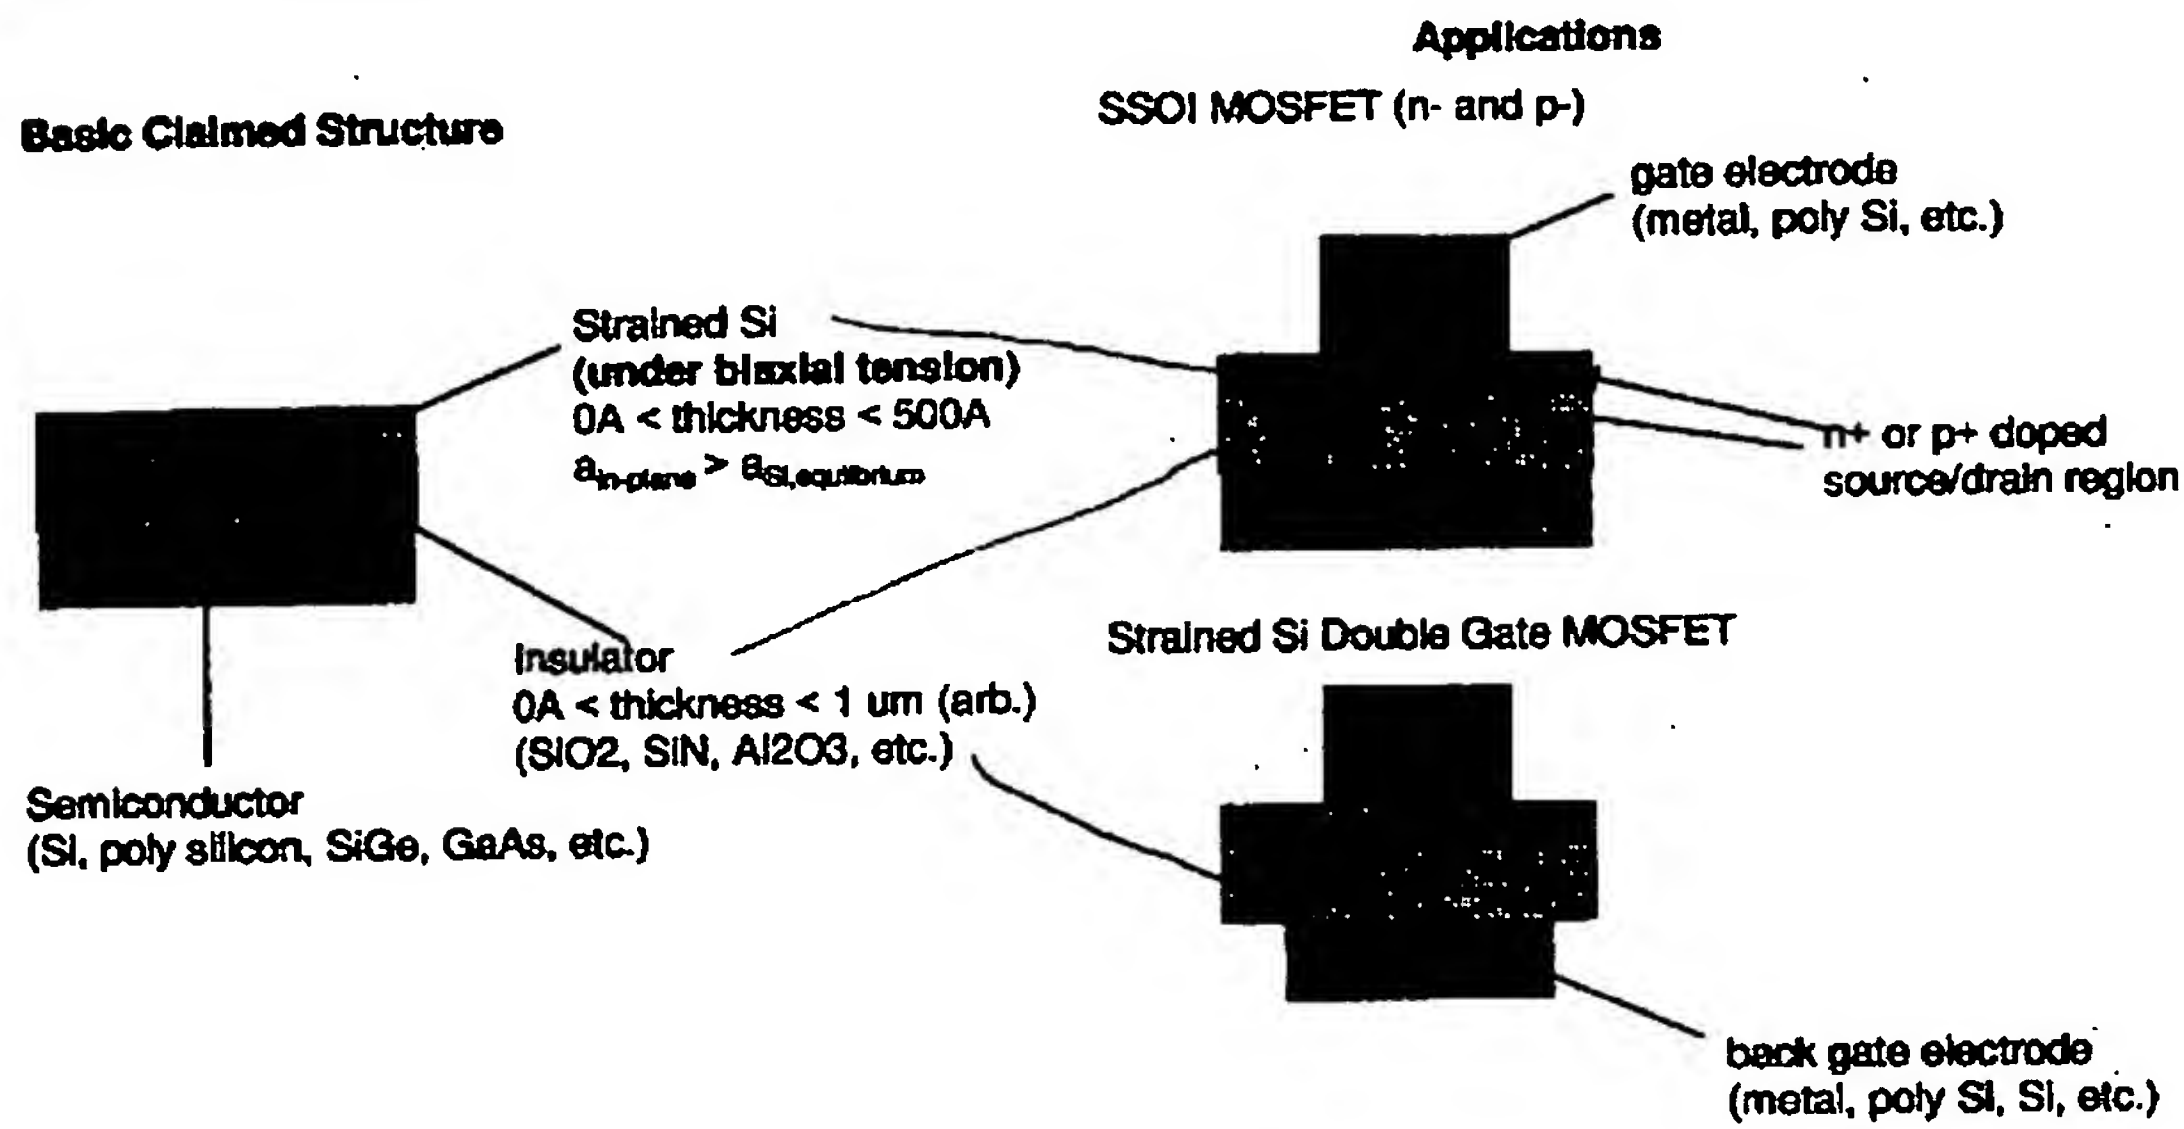 Applications
SSOI MOSFET (n- and p-)
Basic Claimed Structure
gate electrode
(metal, poly Si, etc.)
Strained Si
(under biaxial tension)
0A < thickness < 500A
a_in-plane > a_Si,equilibrium
n+ or p+ doped
source/drain region
Strained Si Double Gate MOSFET
Insulator
0A < thickness < 1 um (arb.)
(SiO2, SiN, Al2O3, etc.)
Semiconductor
(Si, poly silicon, SiGe, GaAs, etc.)
back gate electrode
(metal, poly Si, Si, etc.)